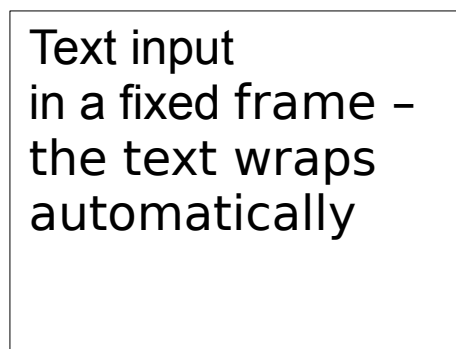 Text input
in a fixed frame –
the text wraps
automatically